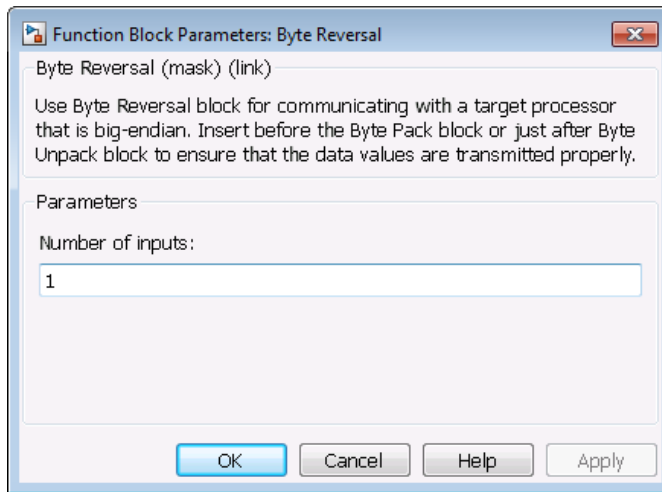 Function Block Parameters: Byte Reversal
Byte Reversal (mask) (link)
Use Byte Reversal block for communicating with a target processor
that is big-endian. Insert before the Byte Pack block or just after Byte
Unpack block to ensure that the data values are transmitted properly.
Parameters
Number of inputs:
1
OK Cancel Help Apply